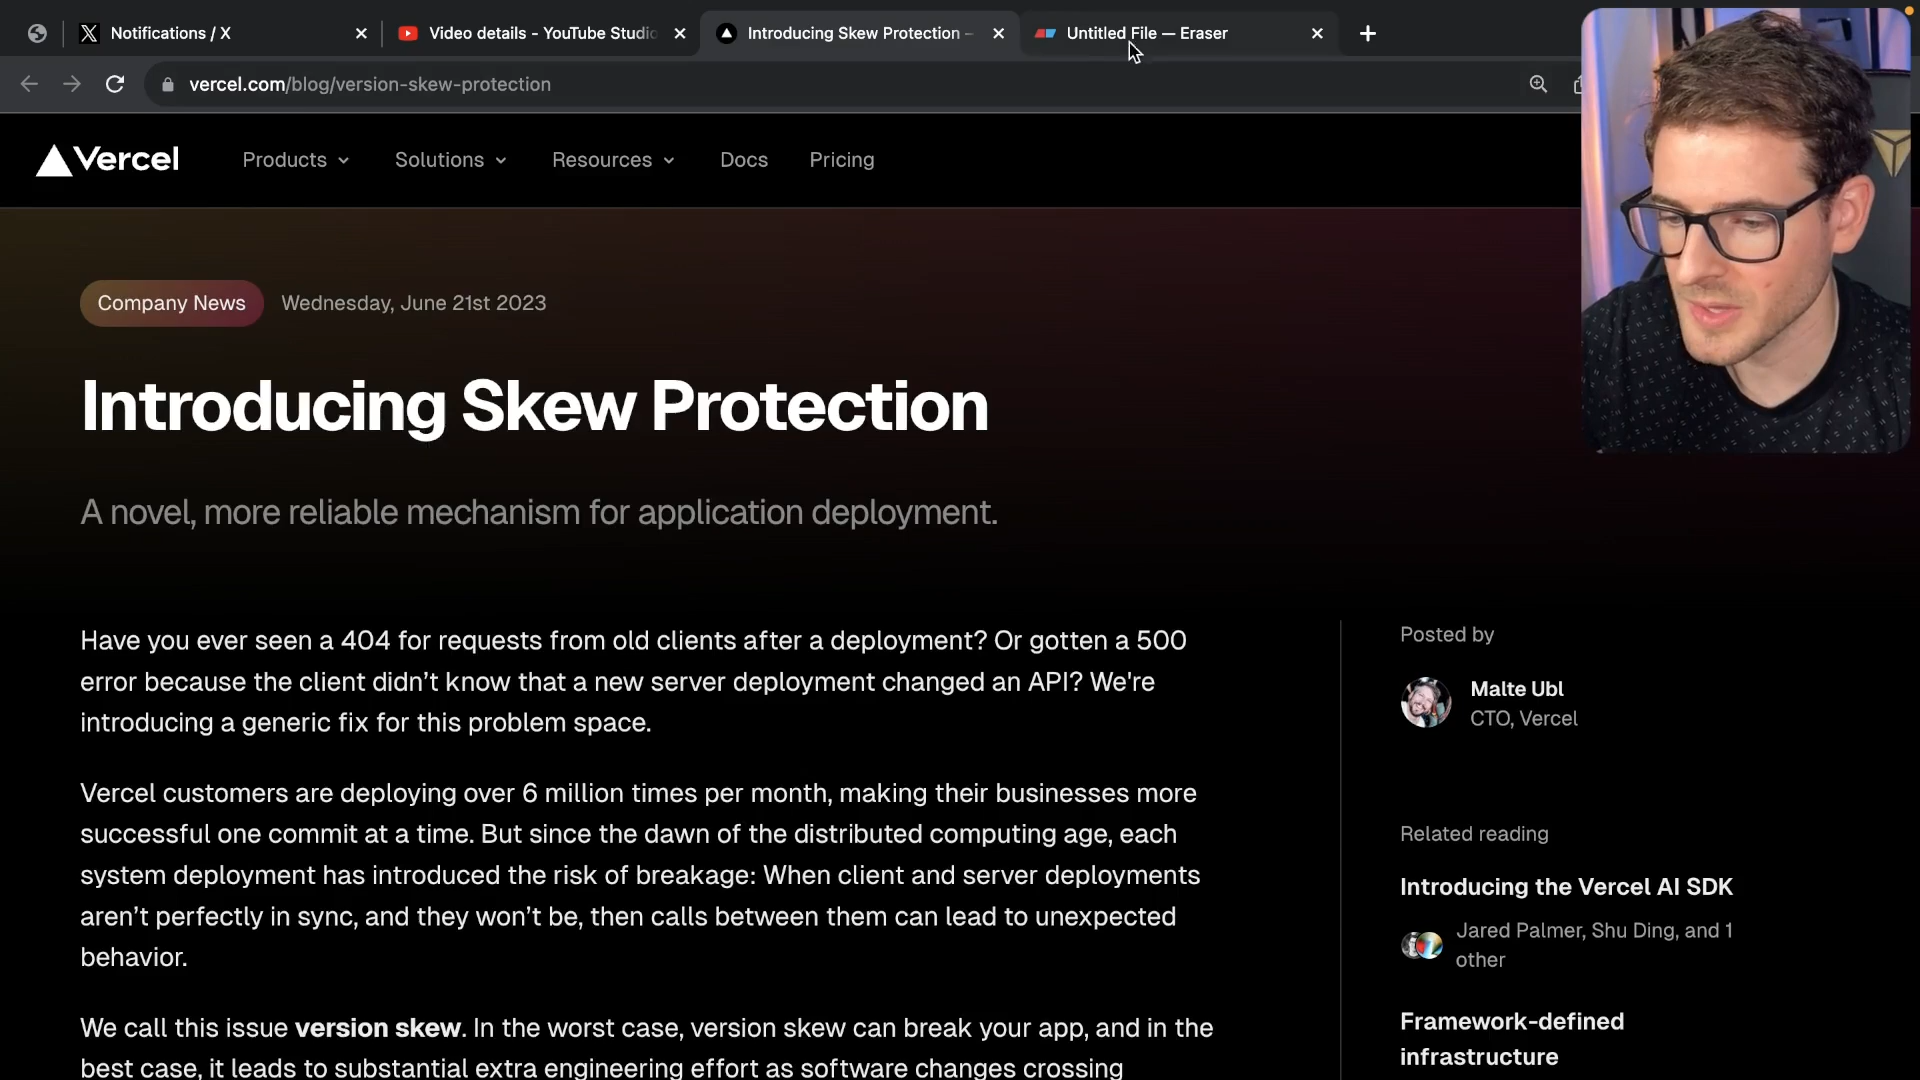 Notifications / X
Video details - YouTube Studio
Introducing Skew Protection –
Untitled File — Eraser
vercel.com/blog/version-skew-protection
Vercel
Products
Solutions
Resources
Docs
Pricing
Company News
Wednesday, June 21st 2023
Introducing Skew Protection
A novel, more reliable mechanism for application deployment.
Have you ever seen a 404 for requests from old clients after a deployment? Or gotten a 500
error because the client didn’t know that a new server deployment changed an API? We're
introducing a generic fix for this problem space.
Vercel customers are deploying over 6 million times per month, making their businesses more
successful one commit at a time. But since the dawn of the distributed computing age, each
system deployment has introduced the risk of breakage: When client and server deployments
aren’t perfectly in sync, and they won’t be, then calls between them can lead to unexpected
behavior.
We call this issue version skew. In the worst case, version skew can break your app, and in the
best case, it leads to substantial extra engineering effort as software changes crossing
Posted by
Malte Ubl
CTO, Vercel
Related reading
Introducing the Vercel AI SDK
Jared Palmer, Shu Ding, and 1
other
Framework-defined
infrastructure